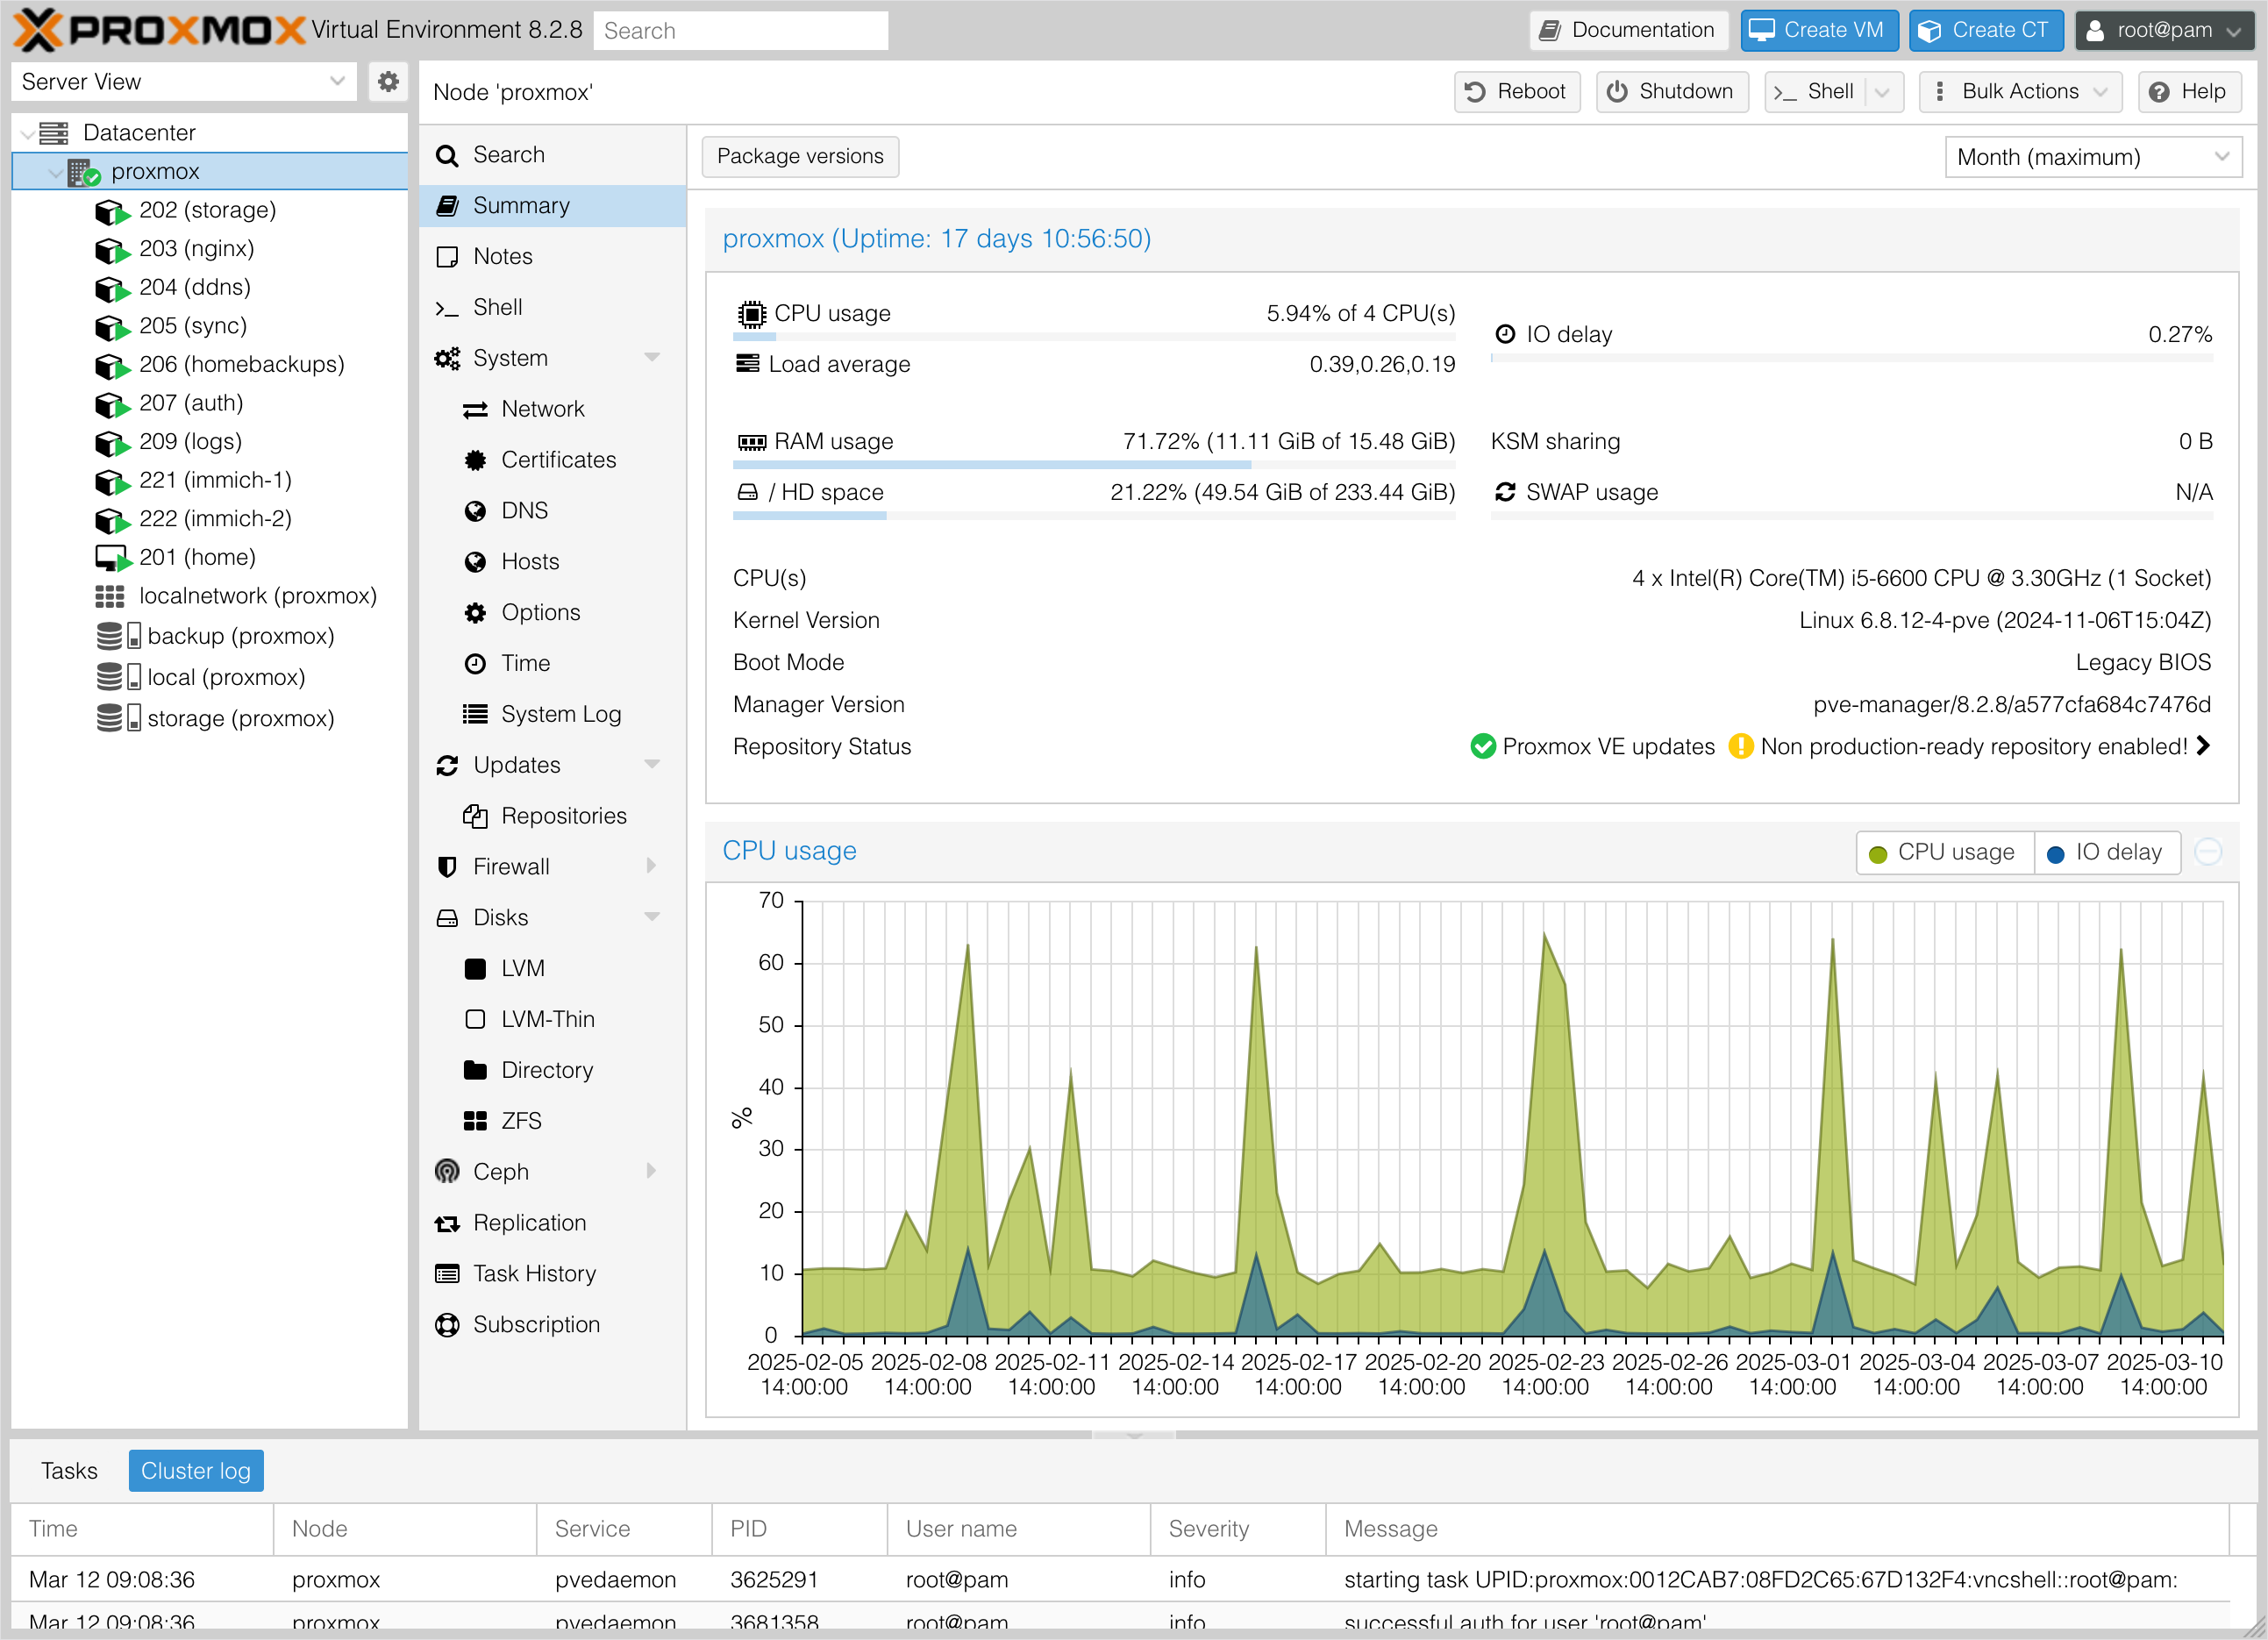 PROXMOX Virtual Environment 8.2.8 Search Documentation Create VM Create CT root@pam
Server View
Datacenter
proxmox
202 (storage)
203 (nginx)
204 (ddns)
205 (sync)
206 (homebackups)
207 (auth)
209 (logs)
221 (immich-1)
222 (immich-2)
201 (home)
localnetwork (proxmox)
backup (proxmox)
local (proxmox)
storage (proxmox)
Node 'proxmox' Reboot Shutdown Shell Bulk Actions Help
Search
Summary
Notes
Shell
System
Network
Certificates
DNS
Hosts
Options
Time
System Log
Updates
Repositories
Firewall
Disks
LVM
LVM-Thin
Directory
ZFS
Ceph
Replication
Task History
Subscription
Package versions Month (maximum)
proxmox (Uptime: 17 days 10:56:50)
CPU usage 5.94% of 4 CPU(s)
IO delay 0.27%
Load average 0.39,0.26,0.19
RAM usage 71.72% (11.11 GiB of 15.48 GiB)
KSM sharing 0 B
/ HD space 21.22% (49.54 GiB of 233.44 GiB)
SWAP usage N/A
CPU(s) 4 x Intel(R) Core(TM) i5-6600 CPU @ 3.30GHz (1 Socket)
Kernel Version Linux 6.8.12-4-pve (2024-11-06T15:04Z)
Boot Mode Legacy BIOS
Manager Version pve-manager/8.2.8/a577cfa684c7476d
Repository Status Proxmox VE updates Non production-ready repository enabled!
CPU usage CPU usage IO delay
70
60
50
40
%
30
20
10
0
2025-02-05 2025-02-08 2025-02-11 2025-02-14 2025-02-17 2025-02-20 2025-02-23 2025-02-26 2025-03-01 2025-03-04 2025-03-07 2025-03-10
14:00:00 14:00:00 14:00:00 14:00:00 14:00:00 14:00:00 14:00:00 14:00:00 14:00:00 14:00:00 14:00:00 14:00:00
Tasks Cluster log
Time Node Service PID User name Severity Message
Mar 12 09:08:36 proxmox pvedaemon 3625291 root@pam info starting task UPID:proxmox:0012CAB7:08FD2C65:67D132F4:vncshell::root@pam:
Mar 12 09:08:36 proxmox pvedaemon 3681358 root@pam info successful auth for user 'root@pam'